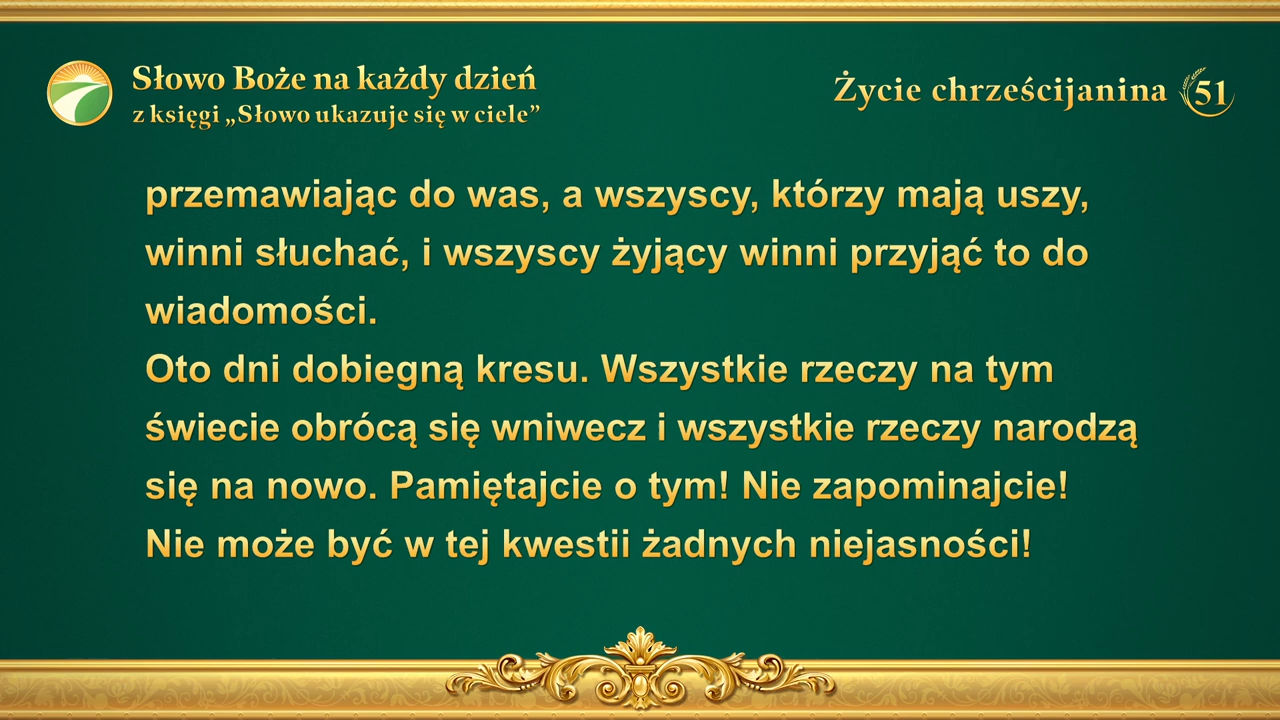 Słowo Boże na każdy dzień
z księgi „Słowo ukazuje się w ciele”
Życie chrześcijanina 51
przemawiając do was, a wszyscy, którzy mają uszy,
winni słuchać, i wszyscy żyjący winni przyjąć to do
wiadomości.
Oto dni dobiegną kresu. Wszystkie rzeczy na tym
świecie obrócą się wniwecz i wszystkie rzeczy narodzą
się na nowo. Pamiętajcie o tym! Nie zapominajcie!
Nie może być w tej kwestii żadnych niejasności!